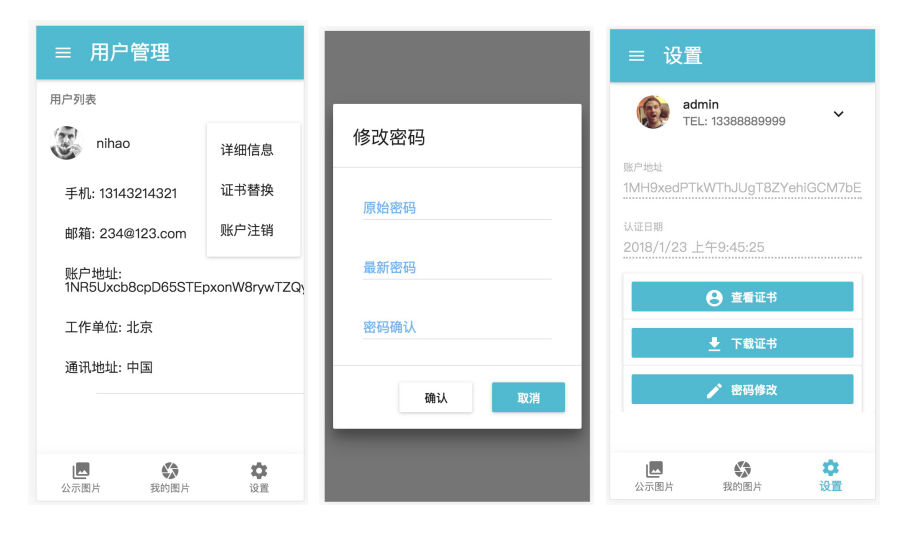 用户管理
用户列表
nihao
详细信息
手机: 13143214321
证书替换
邮箱: 234@123.com
账户注销
账户地址:
1NR5Uxcb8cpD65STEpxonW8rywTZQy
工作单位: 北京
通讯地址: 中国
公示图片
我的图片
设置
修改密码
原始密码
最新密码
密码确认
确认
取消
设置
admin
TEL: 13388889999
账户地址
1MH9xedPTkWThJUgT8ZYehiGCM7bE
认证日期
2018/1/23 上午9:45:25
查看证书
下载证书
密码修改
公示图片
我的图片
设置